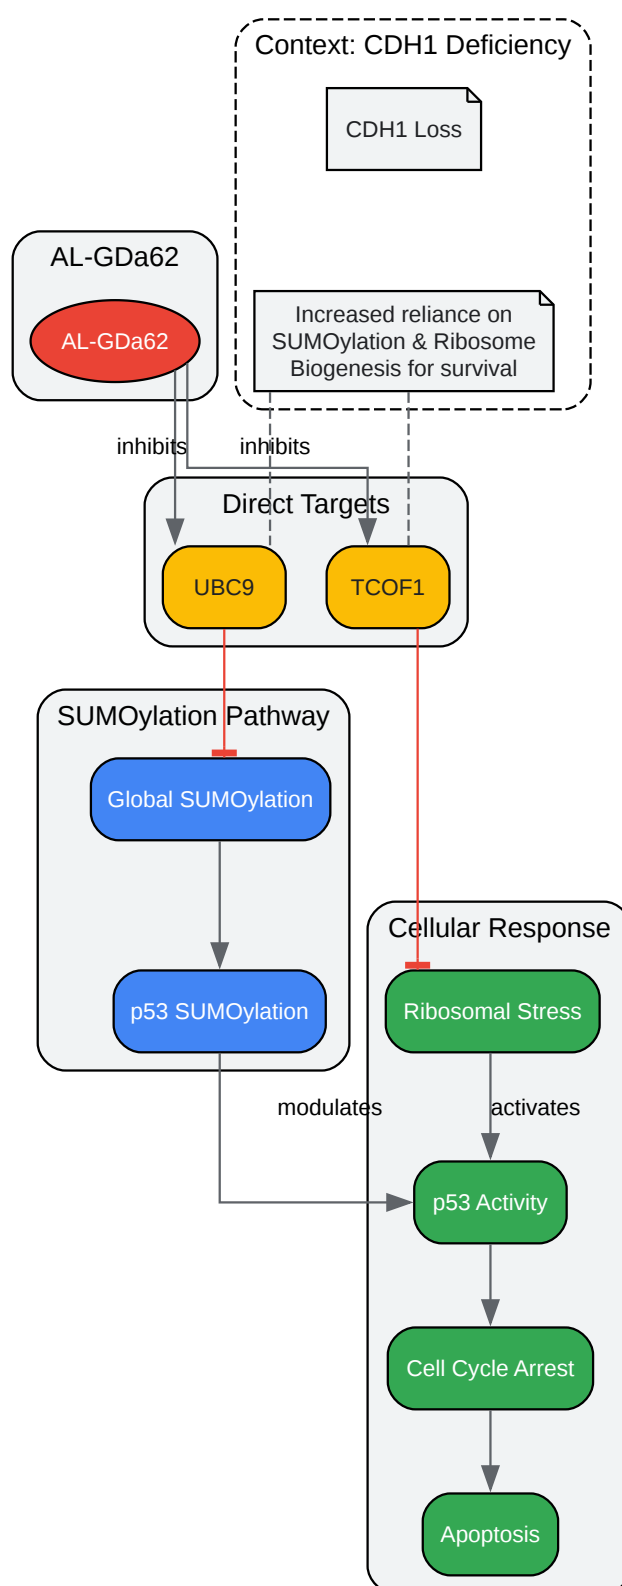 Context: CDH1 Deficiency
CDH1 Loss
AL-GDa62
AL-GDa62
Increased reliance on
SUMOylation & Ribosome
Biogenesis for survival
inhibits
inhibits
Direct Targets
UBC9
TCOF1
SUMOylation Pathway
Global SUMOylation
p53 SUMOylation
Cellular Response
Ribosomal Stress
modulates
activates
p53 Activity
Cell Cycle Arrest
Apoptosis